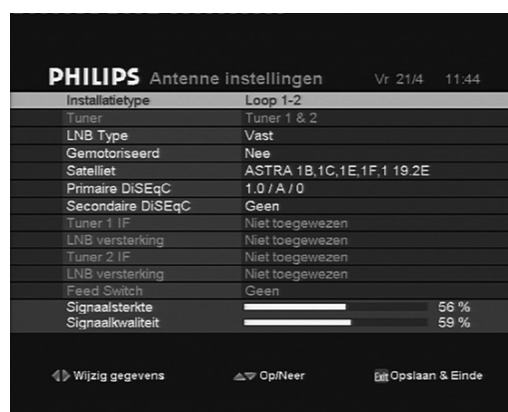 PHILIPS Antenne instellingen Vr 21/4 11:44
Installatietype Loop 1-2
Tuner Tuner 1 & 2
LNB Type Vast
Gemotoriseerd Nee
Satelliet ASTRA 1B,1C,1E,1F,1 19.2E
Primaire DiSEqC 1.0 / A / 0
Secondaire DiSEqC Geen
Tuner 1 IF Niet toegewezen
LNB versterking Niet toegewezen
Tuner 2 IF Niet toegewezen
LNB versterking Niet toegewezen
Feed Switch Geen
Signaalsterkte 56 %
Signaalkwaliteit 59 %
Wijzig gegevens Op/Neer Exit Opslaan & Einde